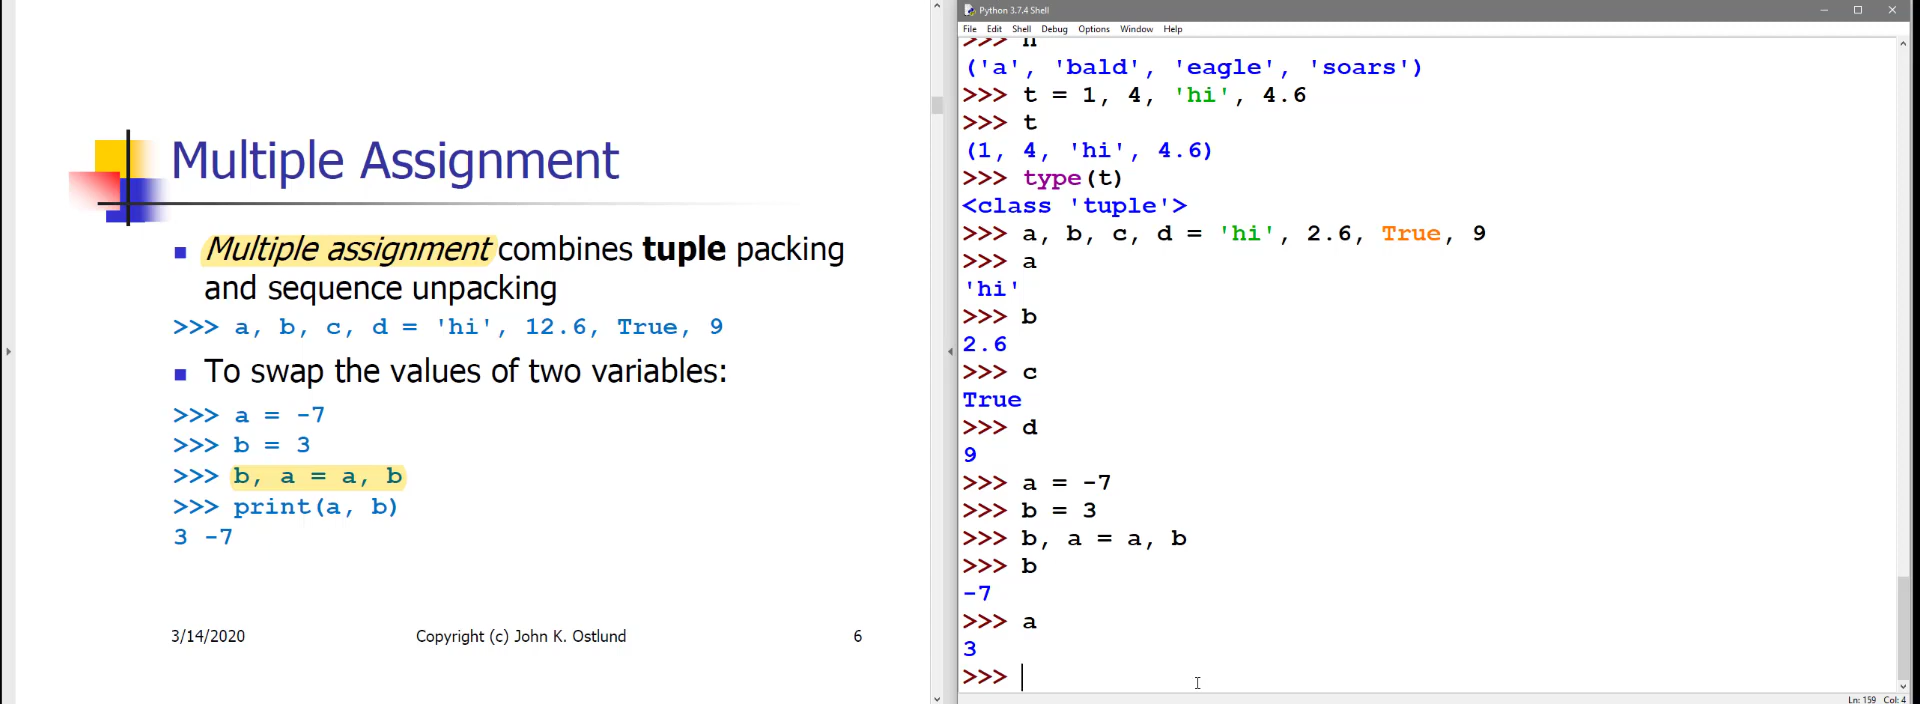 Multiple Assignment
Multiple assignment combines tuple packing
and sequence unpacking
>>> a, b, c, d = 'hi', 12.6, True, 9
To swap the values of two variables:
>>> a = -7
>>> b = 3
>>> b, a = a, b
>>> print(a, b)
3 -7
3/14/2020
Copyright (c) John K. Ostlund
6
Python 3.7.4 Shell
File Edit Shell Debug Options Window Help
('a', 'bald', 'eagle', 'soars')
>>> t = 1, 4, 'hi', 4.6
>>> t
(1, 4, 'hi', 4.6)
>>> type(t)
<class 'tuple'>
>>> a, b, c, d = 'hi', 2.6, True, 9
>>> a
'hi'
>>> b
2.6
>>> c
True
>>> d
9
>>> a = -7
>>> b = 3
>>> b, a = a, b
>>> b
-7
>>> a
3
>>>
Ln: 159 Col: 4